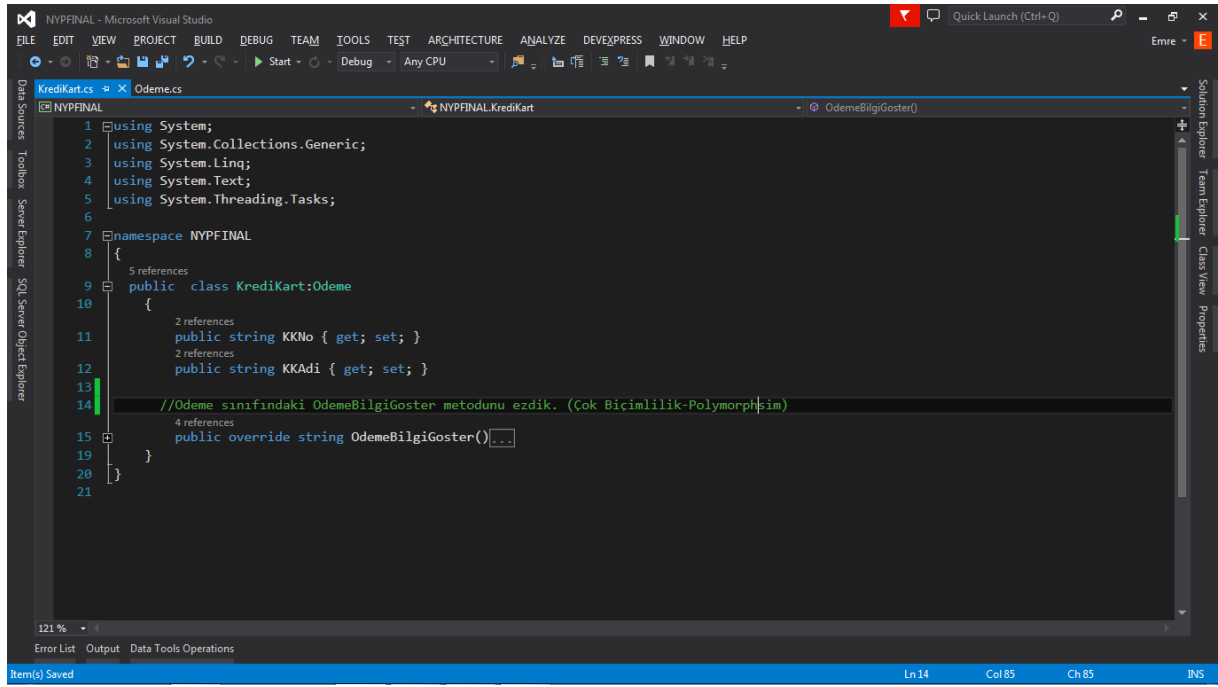 NYPFINAL - Microsoft Visual Studio
Quick Launch (Ctrl+Q)
FILE EDIT VIEW PROJECT BUILD DEBUG TEAM TOOLS TEST ARCHITECTURE ANALYZE DEVEXPRESS WINDOW HELP
Emre
E
Start
Debug
Any CPU
Data Sources
Toolbox
Server Explorer
SQL Server Object Explorer
KrediKart.cs
Odeme.cs
C# NYPFINAL
NYPFINAL.KrediKart
OdemeBilgiGoster()
1 using System;
2 using System.Collections.Generic;
3 using System.Linq;
4 using System.Text;
5 using System.Threading.Tasks;
6
7 namespace NYPFINAL
8 {
5 references
9 public class KrediKart:Odeme
10 {
2 references
11 public string KKNo { get; set; }
2 references
12 public string KKAdi { get; set; }
13
14 //Odeme sınıfındaki OdemeBilgiGoster metodunu ezdik. (Çok Biçimlilik-Polymorphsim)
4 references
15 public override string OdemeBilgiGoster()...
19 }
20 }
21
Solution Explorer
Team Explorer
Class View
Properties
121 %
Error List Output Data Tools Operations
Item(s) Saved
Ln 14 Col 85 Ch 85 INS